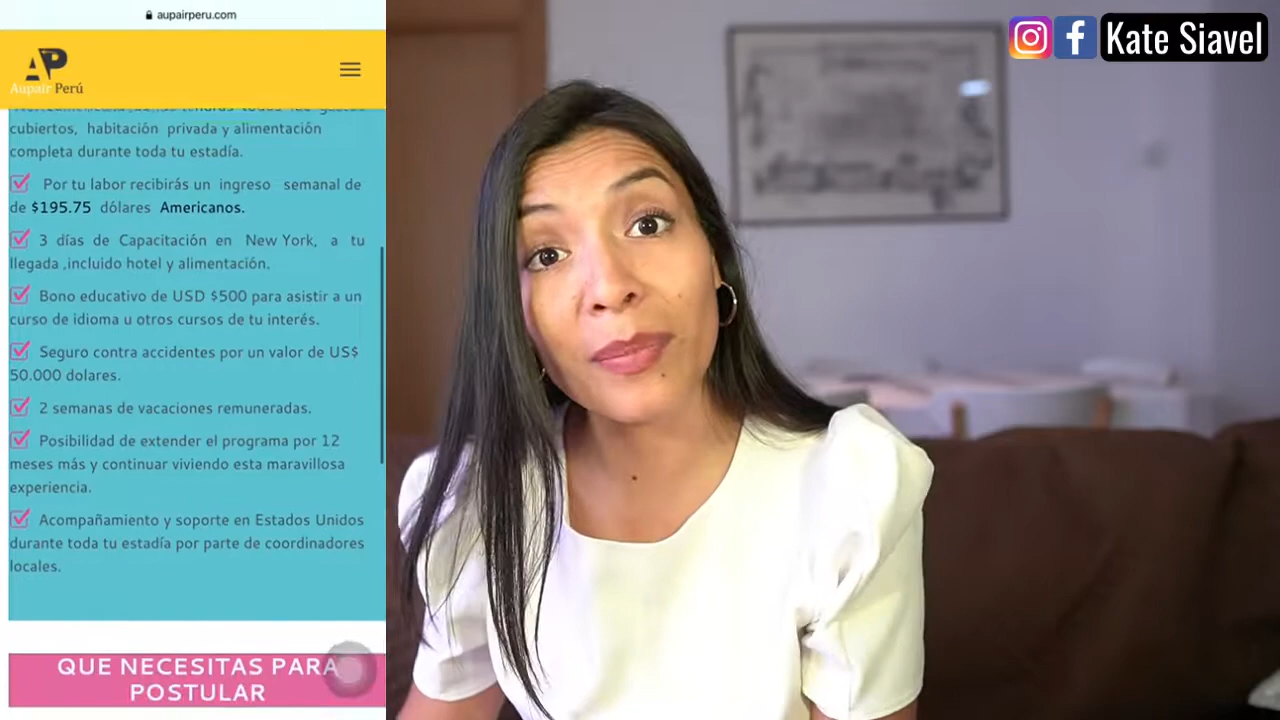 aupairperu.com
AP
Aupair Perú
cubiertos, habitación privada y alimentación
completa durante toda tu estadía.
Por tu labor recibirás un ingreso semanal de
de $195.75 dólares Americanos.
3 días de Capacitación en New York, a tu
llegada ,incluido hotel y alimentación.
Bono educativo de USD $500 para asistir a un
curso de idioma u otros cursos de tu interés.
Seguro contra accidentes por un valor de US$
50.000 dolares.
2 semanas de vacaciones remuneradas.
Posibilidad de extender el programa por 12
meses más y continuar viviendo esta maravillosa
experiencia.
Acompañamiento y soporte en Estados Unidos
durante toda tu estadía por parte de coordinadores
locales.
QUE NECESITAS PARA
POSTULAR
Kate Siavel